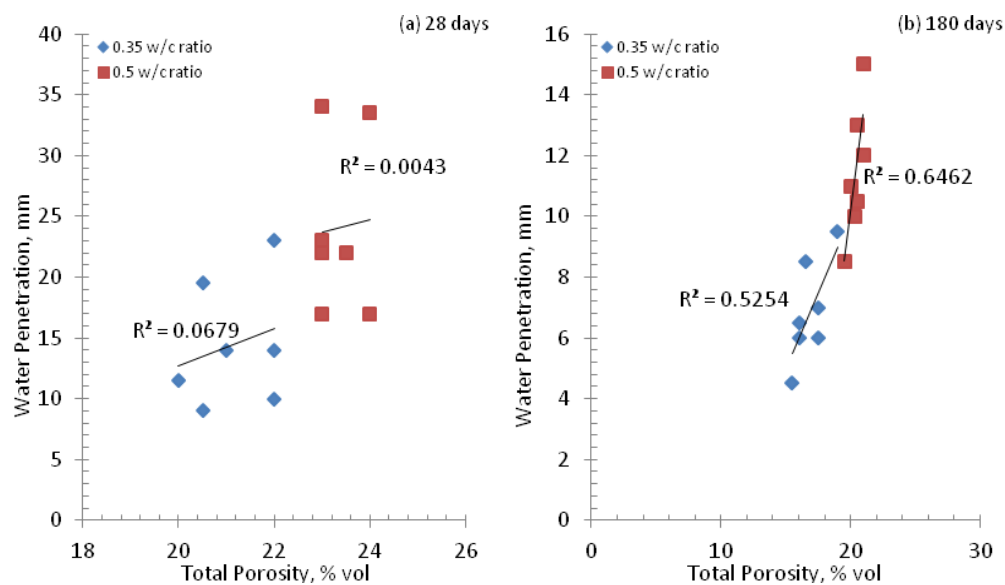 (a) 28 days
0.35 w/c ratio
0.5 w/c ratio
Water Penetration, mm
40
35
30
25
20
15
10
5
0
R² = 0.0043
R² = 0.0679
18
20
22
24
26
Total Porosity, % vol
(b) 180 days
0.35 w/c ratio
0.5 w/c ratio
Water Penetration, mm
16
14
12
10
8
6
4
2
0
R² = 0.6462
R² = 0.5254
0
10
20
30
Total Porosity, % vol